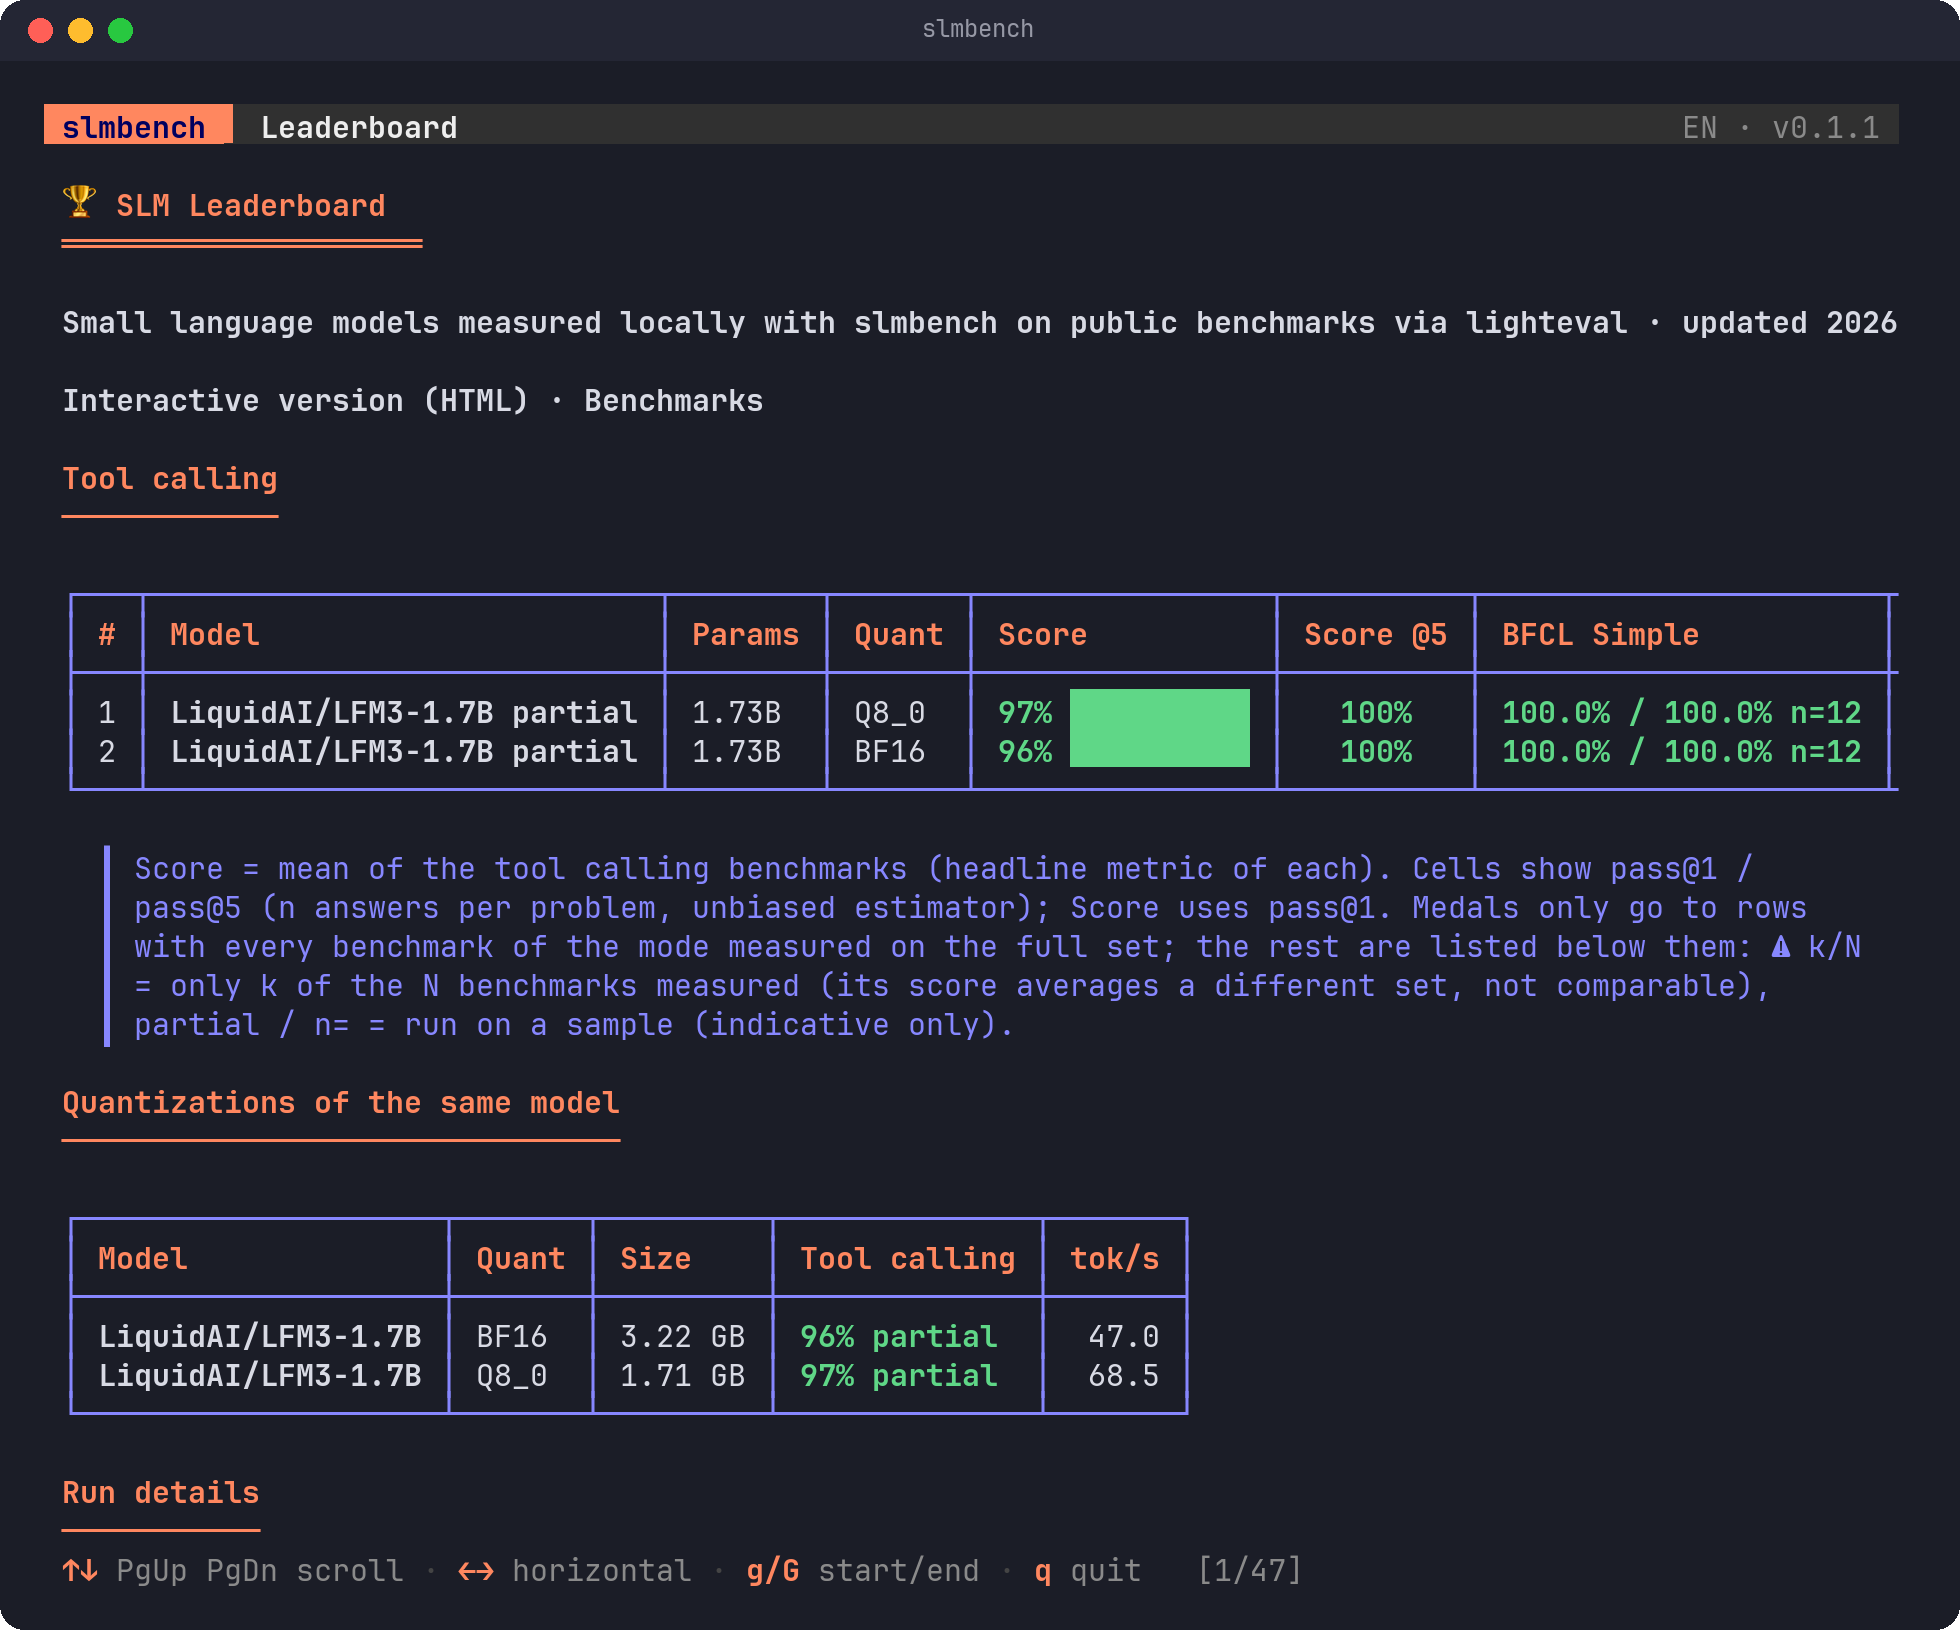 slmbench
slmbench Leaderboard EN · v0.1.1
🏆 SLM Leaderboard
Small language models measured locally with slmbench on public benchmarks via lighteval · updated 2026
Interactive version (HTML) · Benchmarks
Tool calling
# Model Params Quant Score Score @5 BFCL Simple
1 LiquidAI/LFM3-1.7B partial 1.73B Q8_0 97% 100% 100.0% / 100.0% n=12
2 LiquidAI/LFM3-1.7B partial 1.73B BF16 96% 100% 100.0% / 100.0% n=12
Score = mean of the tool calling benchmarks (headline metric of each). Cells show pass@1 /
pass@5 (n answers per problem, unbiased estimator); Score uses pass@1. Medals only go to rows
with every benchmark of the mode measured on the full set; the rest are listed below them: ⚠ k/N
= only k of the N benchmarks measured (its score averages a different set, not comparable),
partial / n= = run on a sample (indicative only).
Quantizations of the same model
Model Quant Size Tool calling tok/s
LiquidAI/LFM3-1.7B BF16 3.22 GB 96% partial 47.0
LiquidAI/LFM3-1.7B Q8_0 1.71 GB 97% partial 68.5
Run details
↑↓ PgUp PgDn scroll · ←→ horizontal · g/G start/end · q quit [1/47]